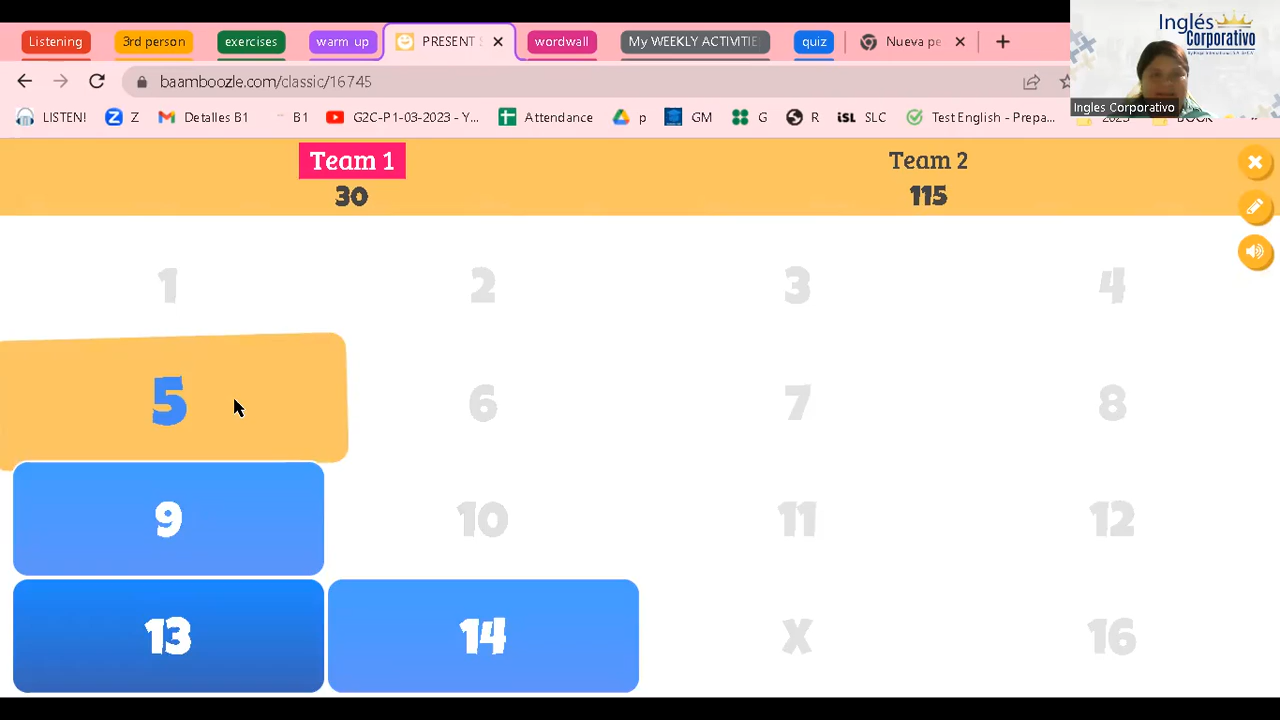 Listening
3rd person
exercises
warm up
PRESENT S
wordwall
My WEEKLY ACTIVITIE
quiz
Nueva pe
Inglés
Corporativo
baamboozle.com/classic/16745
Ingles Corporativo
LISTEN!
Z
Detalles B1
B1
G2C-P1-03-2023 - Y...
Attendance
p
GM
G
R
iSL
SLC
Test English - Prepa...
Team 1
30
Team 2
115
1
2
3
4
5
6
7
8
9
10
11
12
13
14
X
16